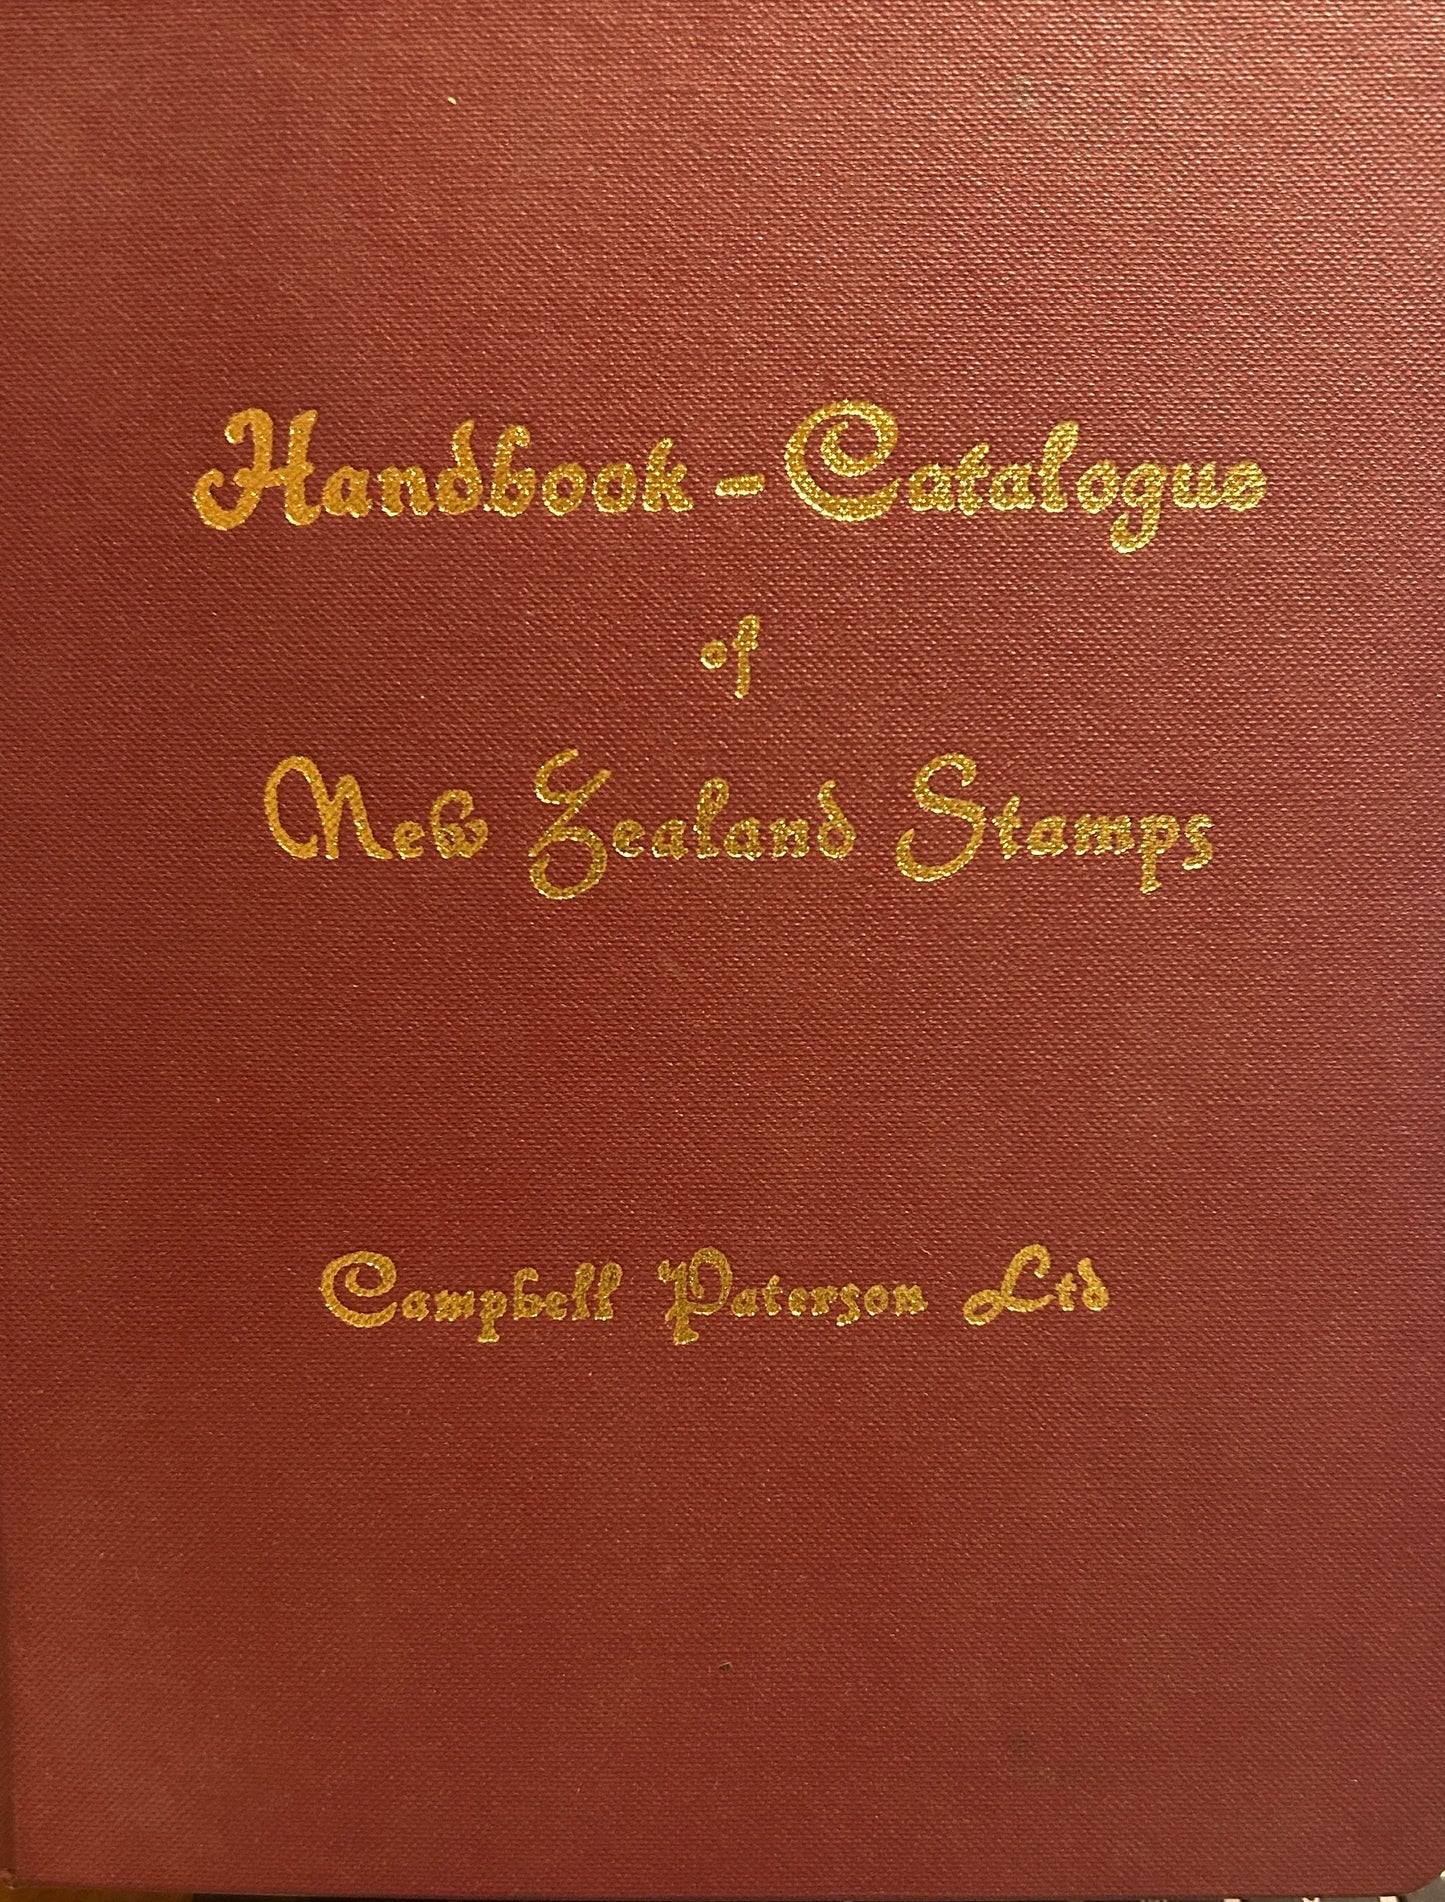 Handbook - Catalogue
of
New Zealand Stamps
Campbell Paterson Ltd